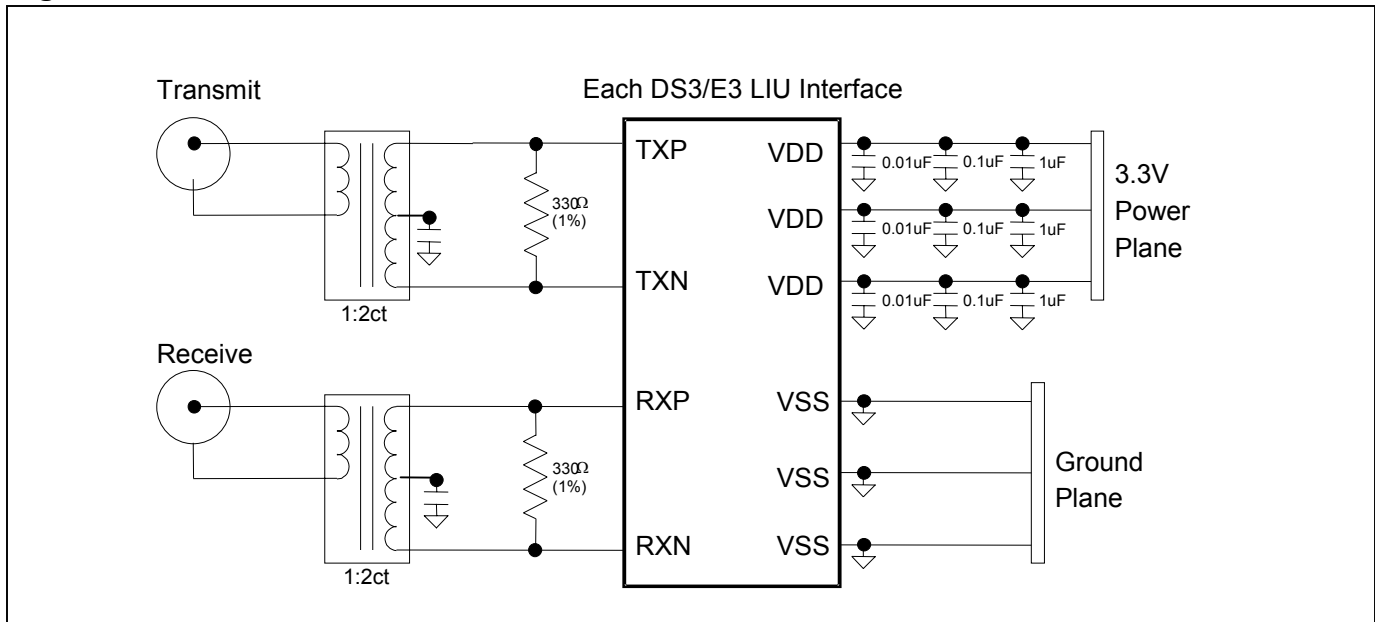 Transmit
Each DS3/E3 LIU Interface
TXP
VDD
0.01uF
0.1uF
1uF
3.3V
Power
Plane
330Ω
(1%)
VDD
0.01uF
0.1uF
1uF
TXN
VDD
0.01uF
0.1uF
1uF
1:2ct
Receive
RXP
VSS
330Ω
(1%)
VSS
Ground
Plane
RXN
VSS
1:2ct